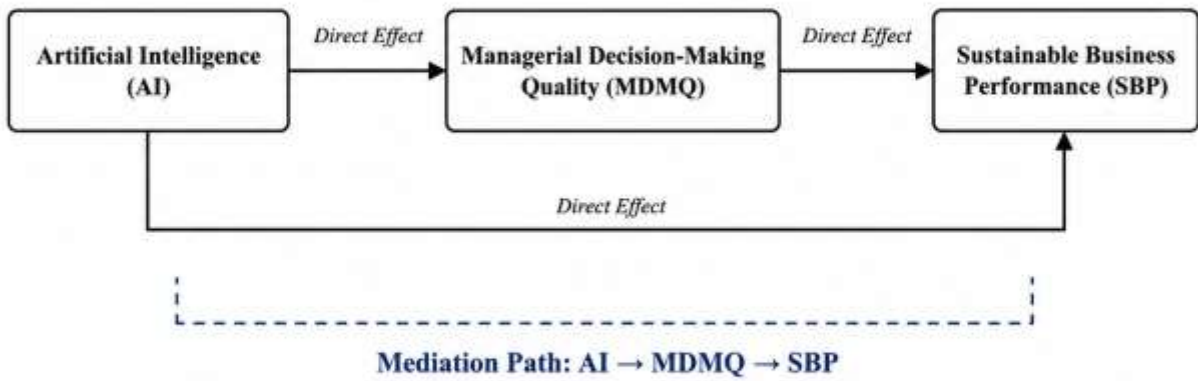 Artificial Intelligence
(AI)
Direct Effect
Managerial Decision-Making
Quality (MDMQ)
Direct Effect
Sustainable Business
Performance (SBP)
Direct Effect
Mediation Path: AI → MDMQ → SBP